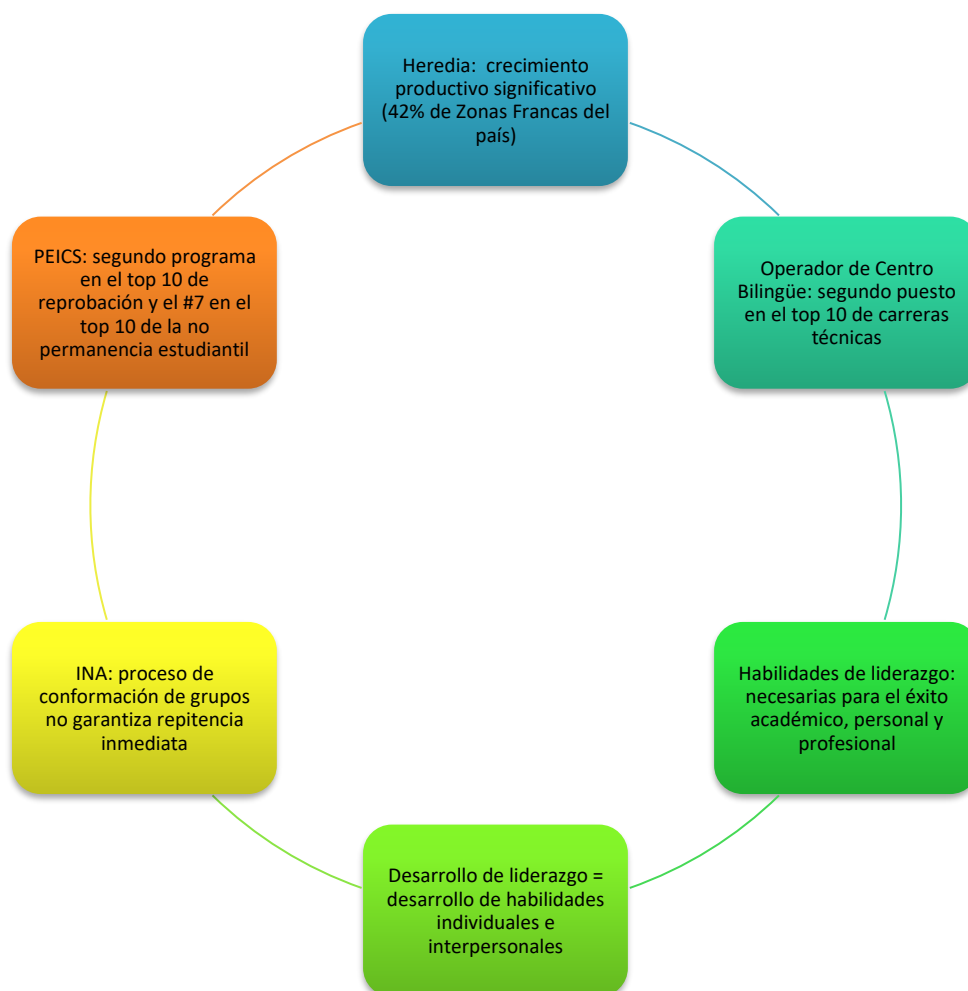 Heredia: crecimiento
productivo significativo
(42% de Zonas Francas del
país)
Operador de Centro
Bilingüe: segundo puesto
en el top 10 de carreras
técnicas
Habilidades de liderazgo:
necesarias para el éxito
académico, personal y
profesional
Desarrollo de liderazgo =
desarrollo de habilidades
individuales e
interpersonales
INA: proceso de
conformación de grupos
no garantiza repitencia
inmediata
PEICS: segundo programa
en el top 10 de
reprobación y el #7 en el
top 10 de la no
permanencia estudiantil